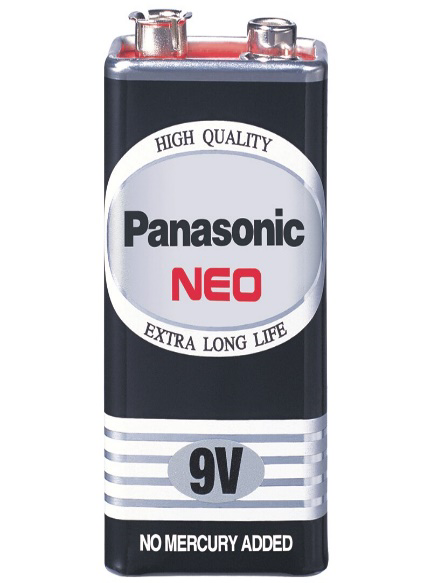 HIGH QUALITY
Panasonic
NEO
EXTRA LONG LIFE
9V
NO MERCURY ADDED